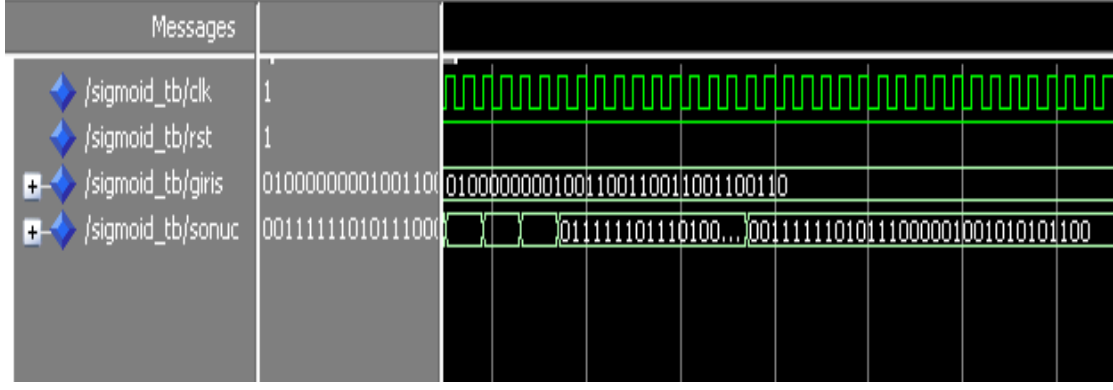 Messages
/sigmoid_tb/clk 1
/sigmoid_tb/rst 1
/sigmoid_tb/giris 0100000000100110 01000000001001100110011001100110
/sigmoid_tb/sonuc 0011111101011100 011111101110100... 00111111010111000001001010101100